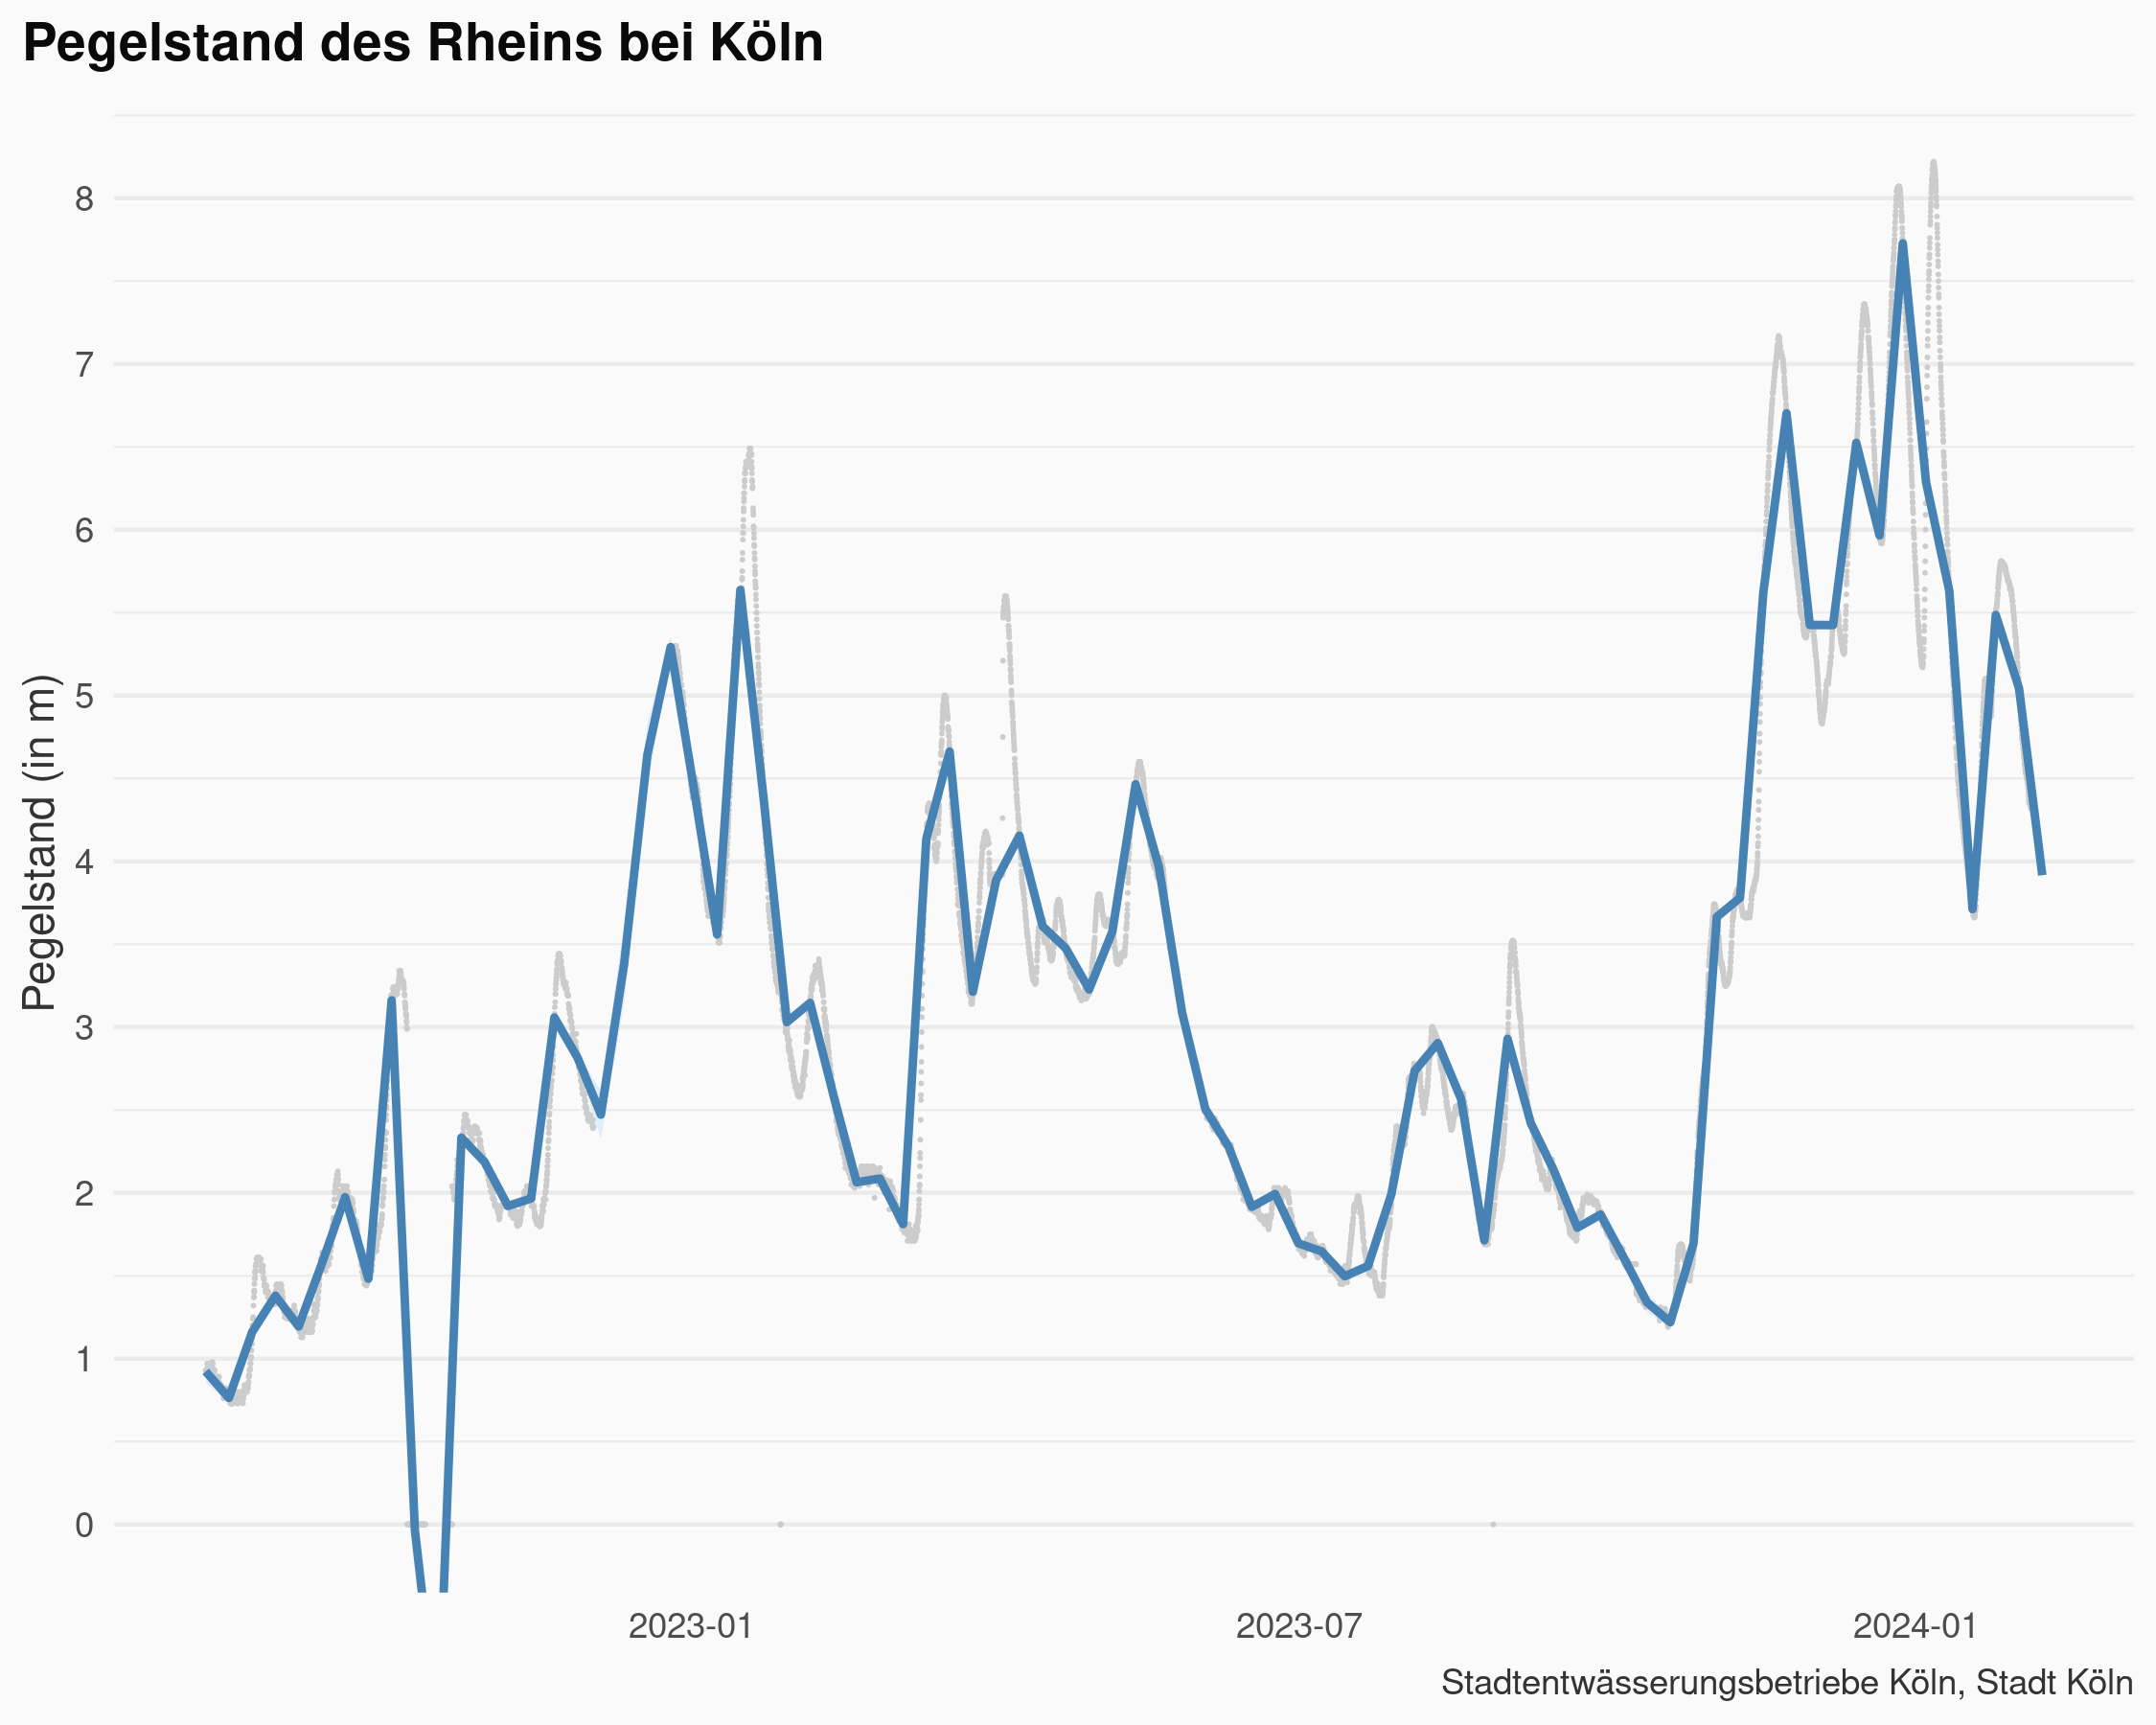 Pegelstand des Rheins bei Köln
Pegelstand (in m)
8
7
6
5
4
3
2
1
0
2023-01 2023-07 2024-01
Stadtentwässerungsbetriebe Köln, Stadt Köln